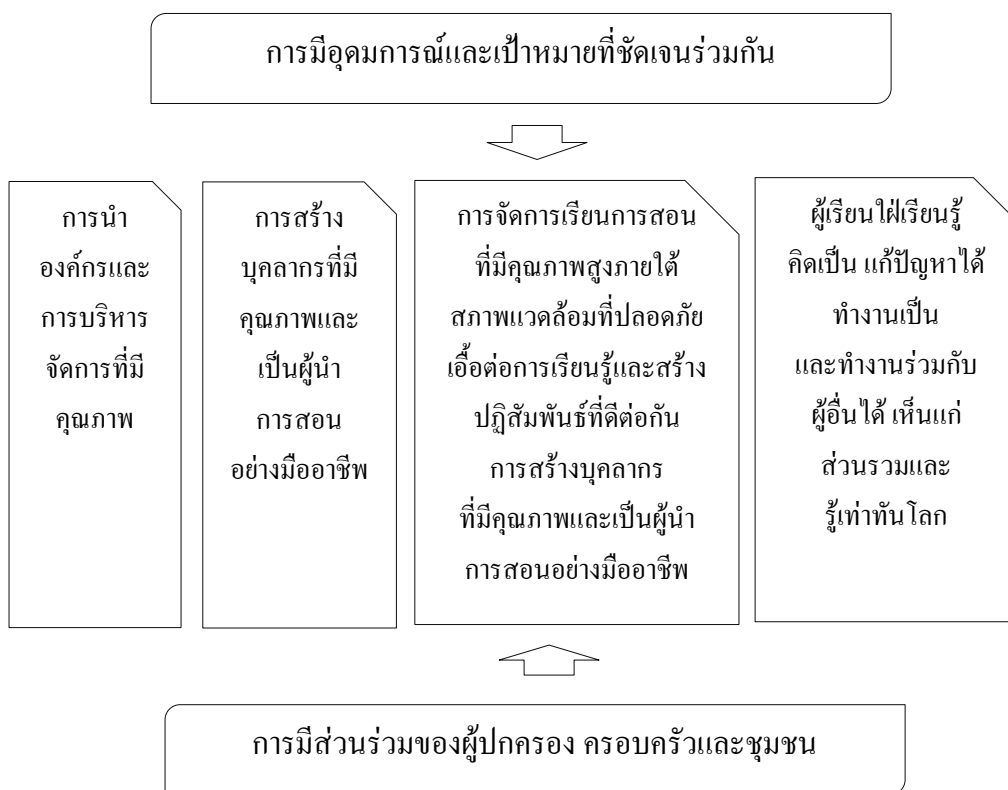 การมีอุดมการณ์และเป้าหมายที่ชัดเจนร่วมกัน
การนำ
องค์กรและ
การบริหาร
จัดการที่มี
คุณภาพ
การสร้าง
บุคลากรที่มี
คุณภาพและ
เป็นผู้นำ
การสอน
อย่างมืออาชีพ
การจัดการเรียนการสอน
ที่มีคุณภาพสูงภายใต้
สภาพแวดล้อมที่ปลอดภัย
เอื้อต่อการเรียนรู้และสร้าง
ปฏิสัมพันธ์ที่ดีต่อกัน
การสร้างบุคลากร
ที่มีคุณภาพและเป็นผู้นำ
การสอนอย่างมืออาชีพ
ผู้เรียนใฝ่เรียนรู้
คิดเป็น แก้ปัญหาได้
ทำงานเป็น
และทำงานร่วมกับ
ผู้อื่นได้ เห็นแก่
ส่วนรวมและ
รู้เท่าทันโลก
การมีส่วนร่วมของผู้ปกครอง ครอบครัวและชุมชน